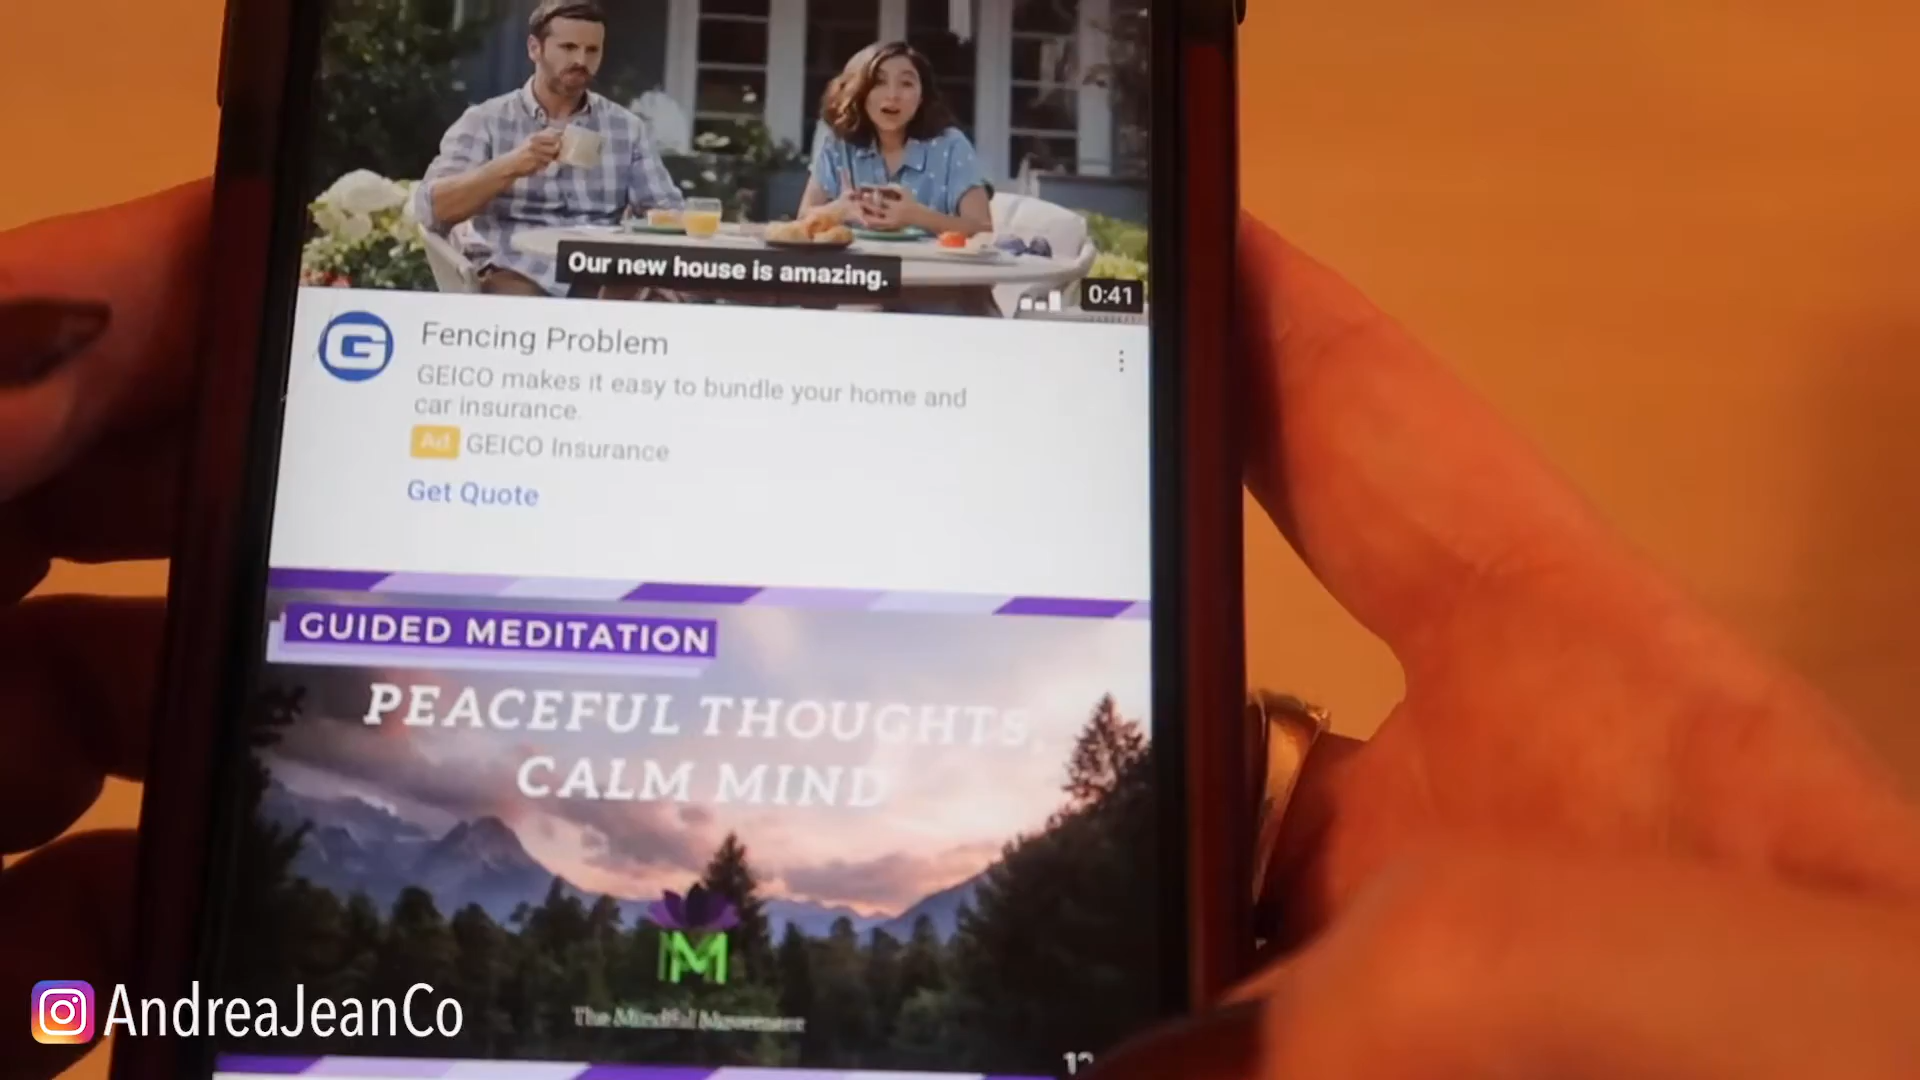 Our new house is amazing.
0:41
Fencing Problem
GEICO makes it easy to bundle your home and
car insurance.
Ad GEICO Insurance
Get Quote
GUIDED MEDITATION
PEACEFUL THOUGHTS,
CALM MIND
M
The Mindful Movement
AndreaJeanCo